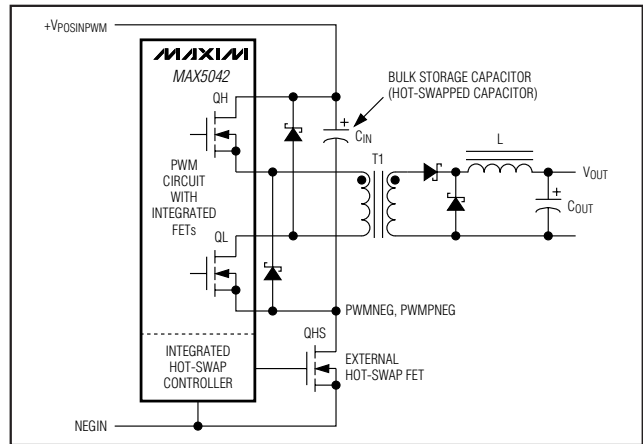 +VPOSINPWM
MAXIM
MAX5042
QH
PWM
CIRCUIT
WITH
INTEGRATED
FETs
QL
INTEGRATED
HOT-SWAP
CONTROLLER
NEGIN
BULK STORAGE CAPACITOR
(HOT-SWAPPED CAPACITOR)
+
CIN
T1
L
VOUT
+
COUT
PWMNEG, PWMPNEG
QHS
EXTERNAL
HOT-SWAP FET